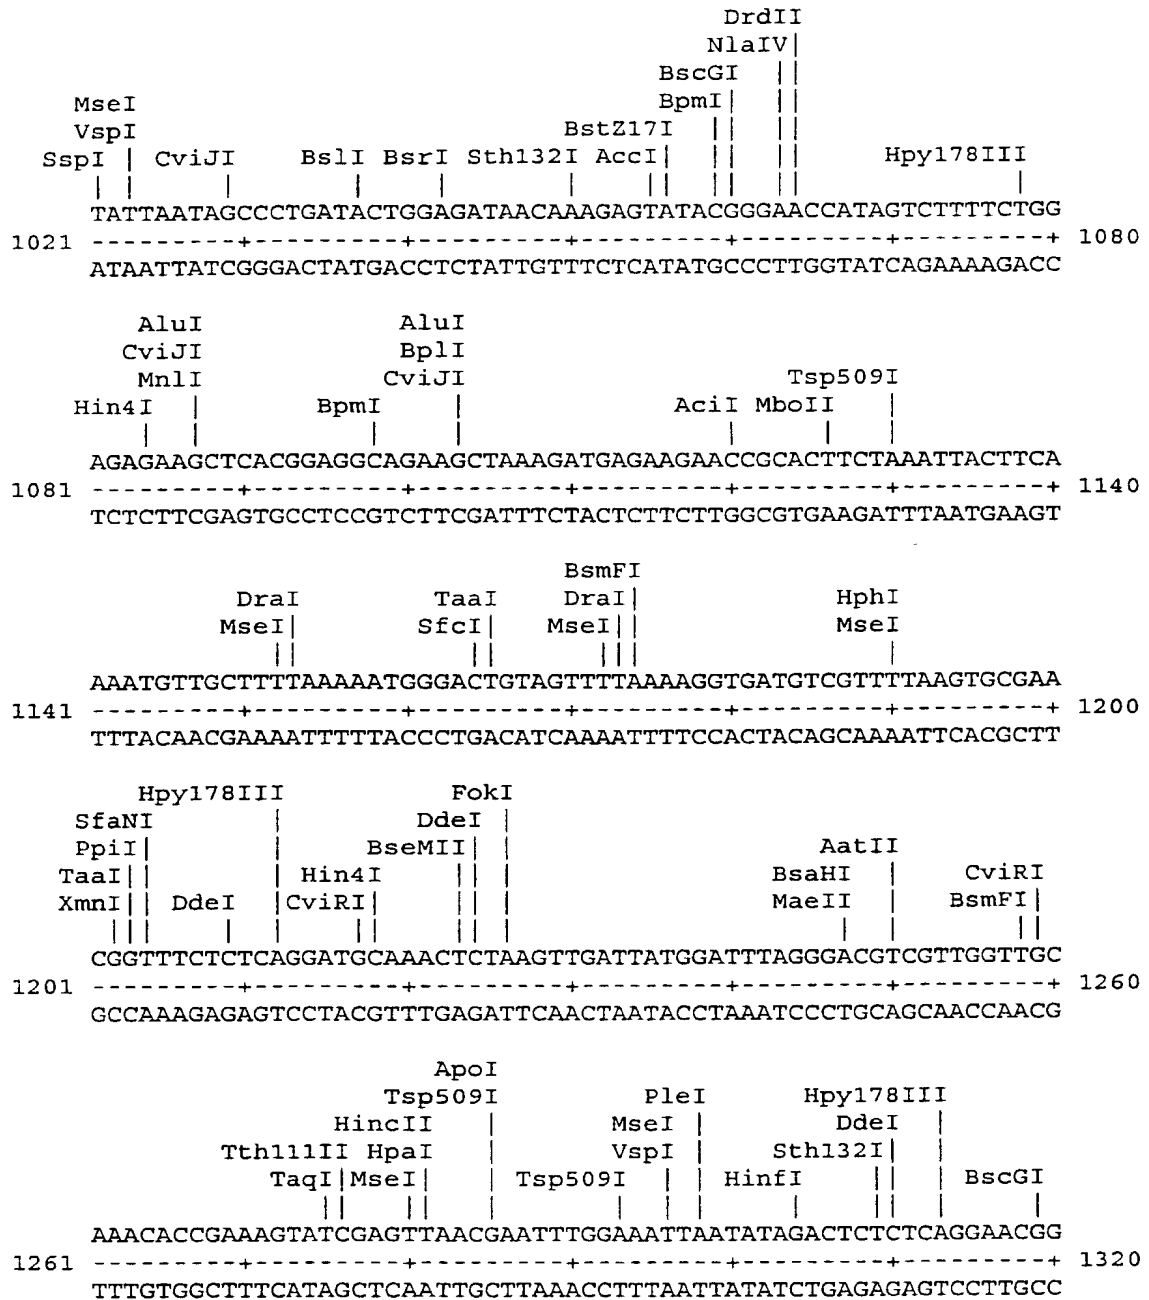 DrdII
NlaIV ||
BscGI ||
MseI BpmI| ||
VspI BstZ17I || ||
SspI | CviJI BslI BsrI Sth132I AccI| || || Hpy178III
| | | | | | || || || |
TATTAATAGCCCTGATACTGGAGATAACAAAGAGTATACGGGAACCATAGTCTTTTCTGG
1021 ---------+---------+---------+---------+---------+---------+ 1080
ATAATTATCGGGACTATGACCTCTATTGTTTCTCATATGCCCTTGGTATCAGAAAAGACC
AluI AluI
CviJI BplI
MnlI CviJI Tsp509I
Hin4I | BpmI | AciI MboII |
| | | | | | |
AGAGAAGCTCACGGAGGCAGAAGCTAAAGATGAGAAGAACCGCACTTCTAAATTACTTCA
1081 ---------+---------+---------+---------+---------+---------+ 1140
TCTCTTCGAGTGCCTCCGTCTTCGATTTCTACTCTTCTTGGCGTGAAGATTTAATGAAGT
BsmFI
DraI TaaI DraI| HphI
MseI| SfcI| MseI|| MseI
|| || ||| |
AAATGTTGCTTTTTAAAAATGGGACTGTAGTTTTAAAAGGTGATGTCGTTTTAAGTGCGAA
1141 ---------+---------+---------+---------+---------+---------+ 1200
TTTACAACGAAAATTTTTACCCTGACATCAAAATTTTCCACTACAGCAAAATTCACGCTT
Hpy178III FokI
SfaNI | DdeI |
PpiI| | BseMII | | AatII
TaaI|| | Hin4I || | BsaHI | CviRI
XmnI|| DdeI | CviRI| || | MaeII | BsmFI|
||| | | || || | | | ||
CGGTTTCTCTCAGGATGCAAACTCTAAGTTGATTATGGATTTAGGGACGTCGTTGGTTGC
1201 ---------+---------+---------+---------+---------+---------+ 1260
GCCAAAGAGAGTCCTACGTTTGAGATTCAACTAATACCTAAATCCCTGCAGCAACCAACG
ApoI
Tsp509I PleI Hpy178III
HincII | MseI | DdeI |
Tth111II HpaI | VspI | Sth132I| |
TaqI| MseI| | Tsp509I | | HinfI || | BscGI
|| || | | | | | || | |
AAACACCGAAAGTATCGAGTTAACGAATTTGGAAATTAATATAGACTCTCTCAGGAACGG
1261 ---------+---------+---------+---------+---------+---------+ 1320
TTTGTGGCTTTCATAGCTCAATTGCTTAAACCTTTAATTATATCTGAGAGAGTCCTTGCC